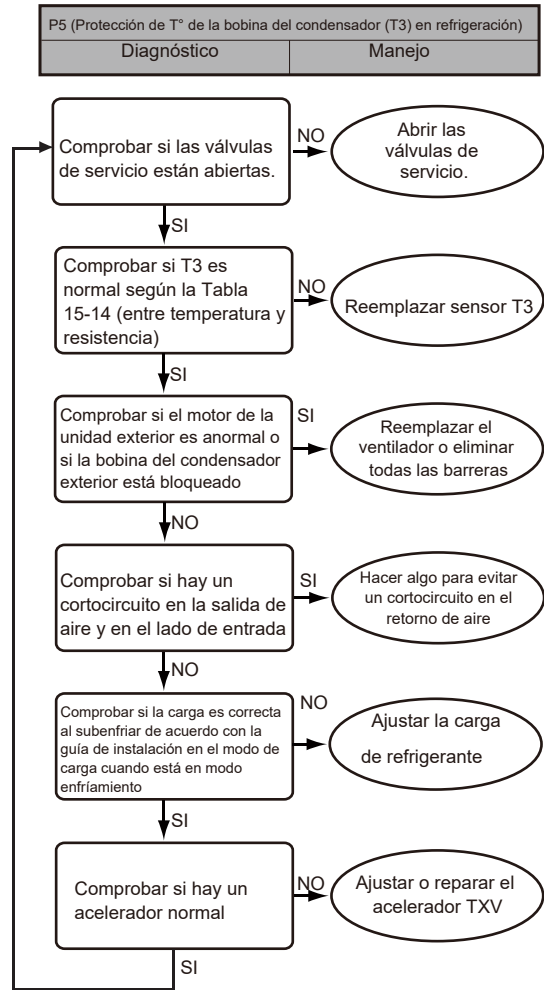 P5 (Protección de T° de la bobina del condensador (T3) en refrigeración)
Diagnóstico
Manejo
Comprobar si las válvulas
de servicio están abiertas.
NO
Abrir las
válvulas de
servicio.
SI
Comprobar si T3 es
normal según la Tabla
15-14 (entre temperatura y
resistencia)
NO
Reemplazar sensor T3
SI
Comprobar si el motor de la
unidad exterior es anormal o
si la bobina del condensador
exterior está bloqueado
SI
Reemplazar el
ventilador o eliminar
todas las barreras
NO
Comprobar si hay un
cortocircuito en la salida de
aire y en el lado de entrada
SI
Hacer algo para evitar
un cortocircuito en el
retorno de aire
NO
Comprobar si la carga es correcta
al subenfriar de acuerdo con la
guía de instalación en el modo de
carga cuando está en modo
enfríamiento
NO
Ajustar la carga
de refrigerante
SI
Comprobar si hay un
acelerador normal
NO
Ajustar o reparar el
acelerador TXV
SI